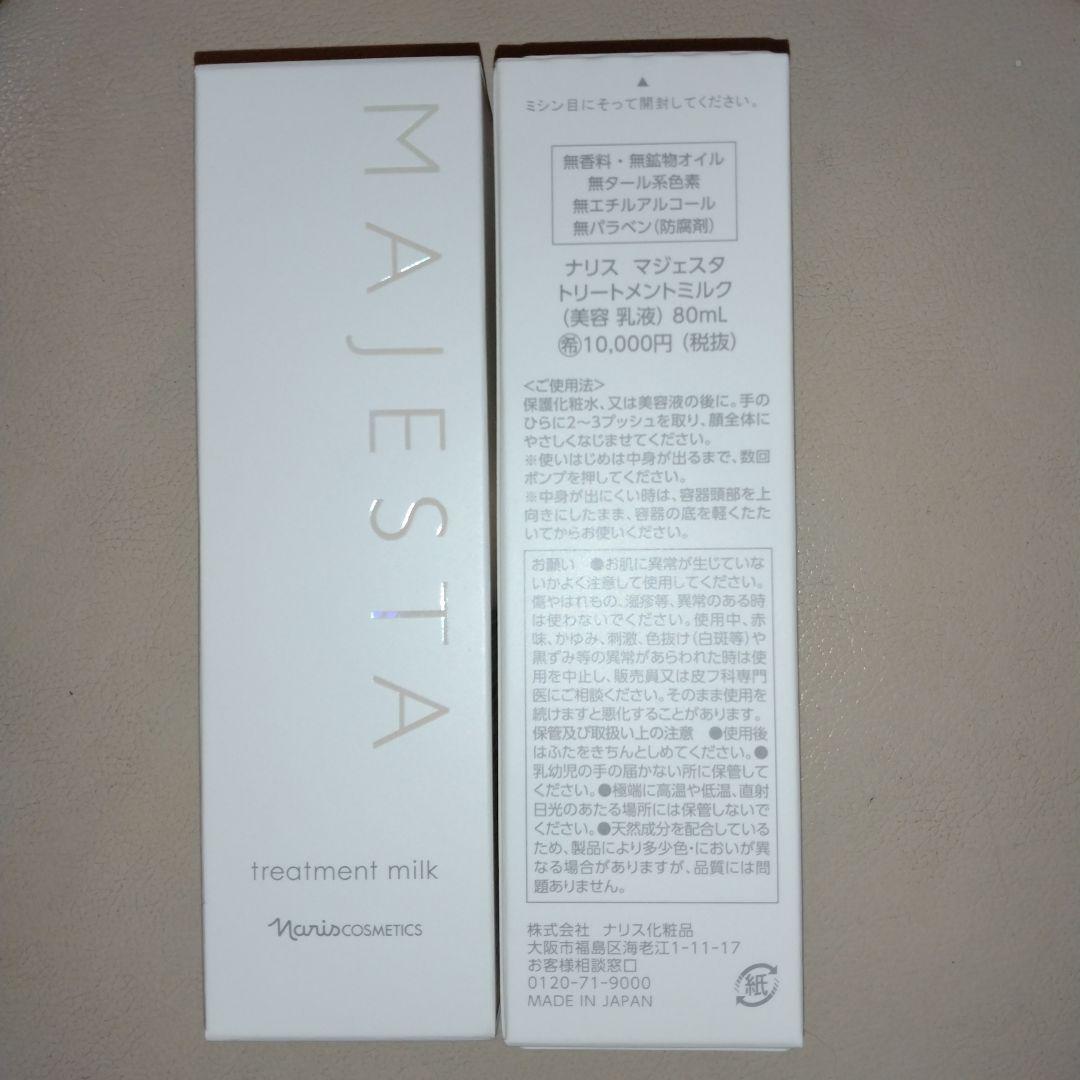 MAJESTA
treatment milk
naris COSMETICS
▲
ミシン目にそって開封してください。
無香料・無鉱物オイル
無タール系色素
無エチルアルコール
無パラベン(防腐剤)
ナリス マジェスタ
トリートメントミルク
(美容 乳液) 80mL
㊗10,000円 (税抜)
<ご使用法>
保護化粧水、又は美容液の後に。手の
ひらに2〜3プッシュを取り、顔全体に
やさしくなじませてください。
※使いはじめは中身が出るまで、数回
ポンプを押してください。
※中身が出にくい時は、容器頭部を上
向きにしたまま、容器の底を軽くたた
いてからお使いください。
お願い ●お肌に異常が生じていな
いかよく注意して使用してください。
傷やはれもの、湿疹等、異常のある時
は使わないでください。使用中、赤
味、かゆみ、刺激、色抜け(白斑等)や
黒ずみ等の異常があらわれた時は使
用を中止し、販売員又は皮フ科専門
医にご相談ください。そのまま使用を
続けますと悪化することがあります。
保管及び取扱い上の注意 ●使用後
はふたをきちんとしめてください。●
乳幼児の手の届かない所に保管して
ください。●極端に高温や低温、直射
日光のあたる場所には保管しないで
ください。●天然成分を配合している
ため、製品により多少色・においが異
なる場合がありますが、品質には問
題ありません。
株式会社 ナリス化粧品
大阪市福島区海老江1-11-17
お客様相談窓口
0120-71-9000
MADE IN JAPAN
紙